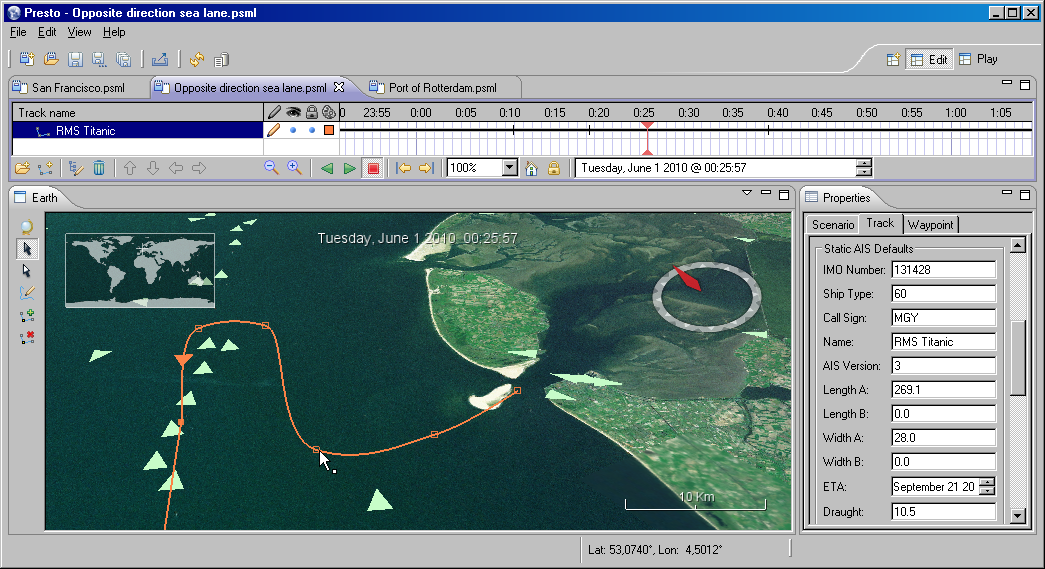 Presto - Opposite direction sea lane.psml
File Edit View Help
Edit Play
San Francisco.psml Opposite direction sea lane.psml Port of Rotterdam.psml
Track name 0 23:55 0:00 0:05 0:10 0:15 0:20 0:26 0:30 0:35 0:40 0:45 0:50 0:55 1:00 1:05
RMS Titanic
100% Tuesday, June 1 2010 @ 00:25:57
Earth Properties
Scenario Track Waypoint
Tuesday, June 1 2010 00:25:57
Static AIS Defaults
IMO Number: 131428
Ship Type: 60
Call Sign: MGY
Name: RMS Titanic
AIS Version: 3
Length A: 269.1
Length B: 0.0
Width A: 28.0
Width B: 0.0
ETA: September 21 20
10 Km
Draught: 10.5
Lat: 53,0740°, Lon: 4,5012°